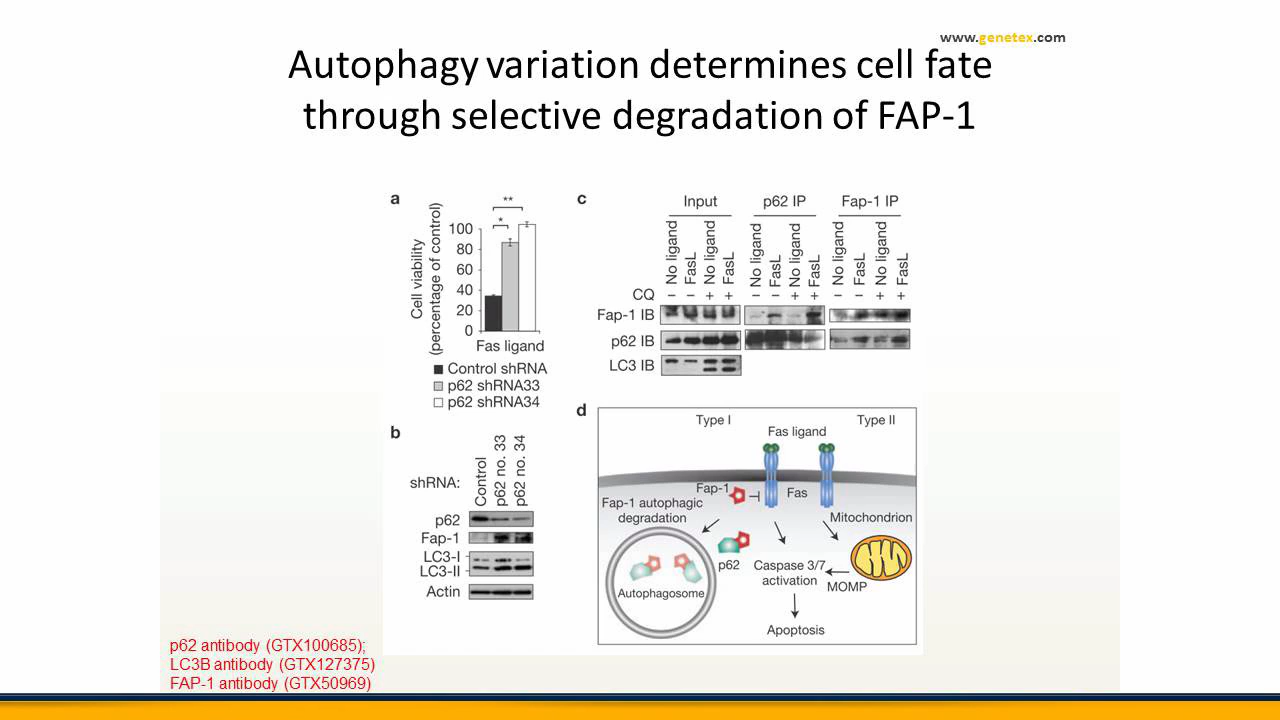 www.genetex.com
Autophagy variation determines cell fate
through selective degradation of FAP-1
a
Cell viability
(percentage of control)
100
80
60
40
20
0
**
*
Fas ligand
Control shRNA
p62 shRNA33
p62 shRNA34
b
shRNA:
Control
p62 no. 33
p62 no. 34
p62
Fap-1
LC3-I
LC3-II
Actin
c
Input
p62 IP
Fap-1 IP
No ligand
FasL
No ligand
FasL
No ligand
FasL
No ligand
FasL
No ligand
FasL
No ligand
FasL
CQ − − + + − − + + − − + +
Fap-1 IB
p62 IB
LC3 IB
d
Type I
Type II
Fas ligand
Fap-1
Fas
Fap-1 autophagic
degradation
Mitochondrion
p62
Caspase 3/7
activation
MOMP
Autophagosome
Apoptosis
p62 antibody (GTX100685);
LC3B antibody (GTX127375)
FAP-1 antibody (GTX50969)